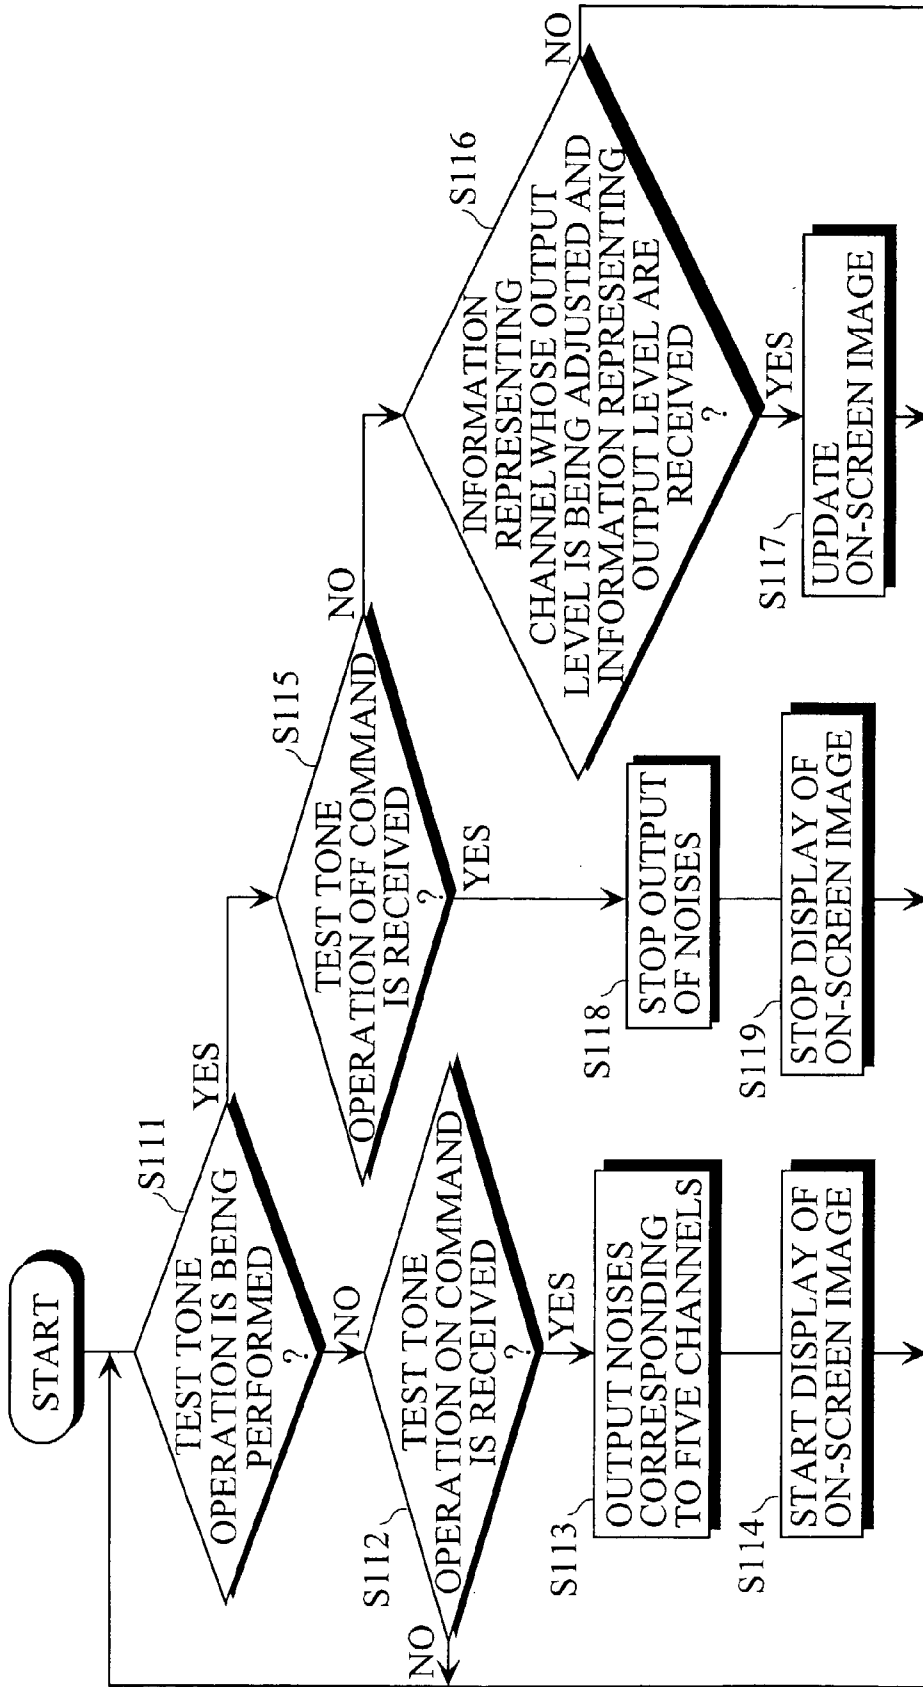 START
S111
TEST TONE
OPERATION IS BEING
PERFORMED
?
YES
NO
S112
TEST TONE
OPERATION ON COMMAND
IS RECEIVED
?
NO
YES
S113
OUTPUT NOISES
CORRESPONDING
TO FIVE CHANNELS
S114
START DISPLAY OF
ON-SCREEN IMAGE
S115
TEST TONE
OPERATION OFF COMMAND
IS RECEIVED
?
NO
YES
S118
STOP OUTPUT
OF NOISES
S119
STOP DISPLAY OF
ON-SCREEN IMAGE
S116
INFORMATION
REPRESENTING
CHANNEL WHOSE OUTPUT
LEVEL IS BEING ADJUSTED AND
INFORMATION REPRESENTING
OUTPUT LEVEL ARE
RECEIVED
?
NO
YES
S117
UPDATE
ON-SCREEN IMAGE